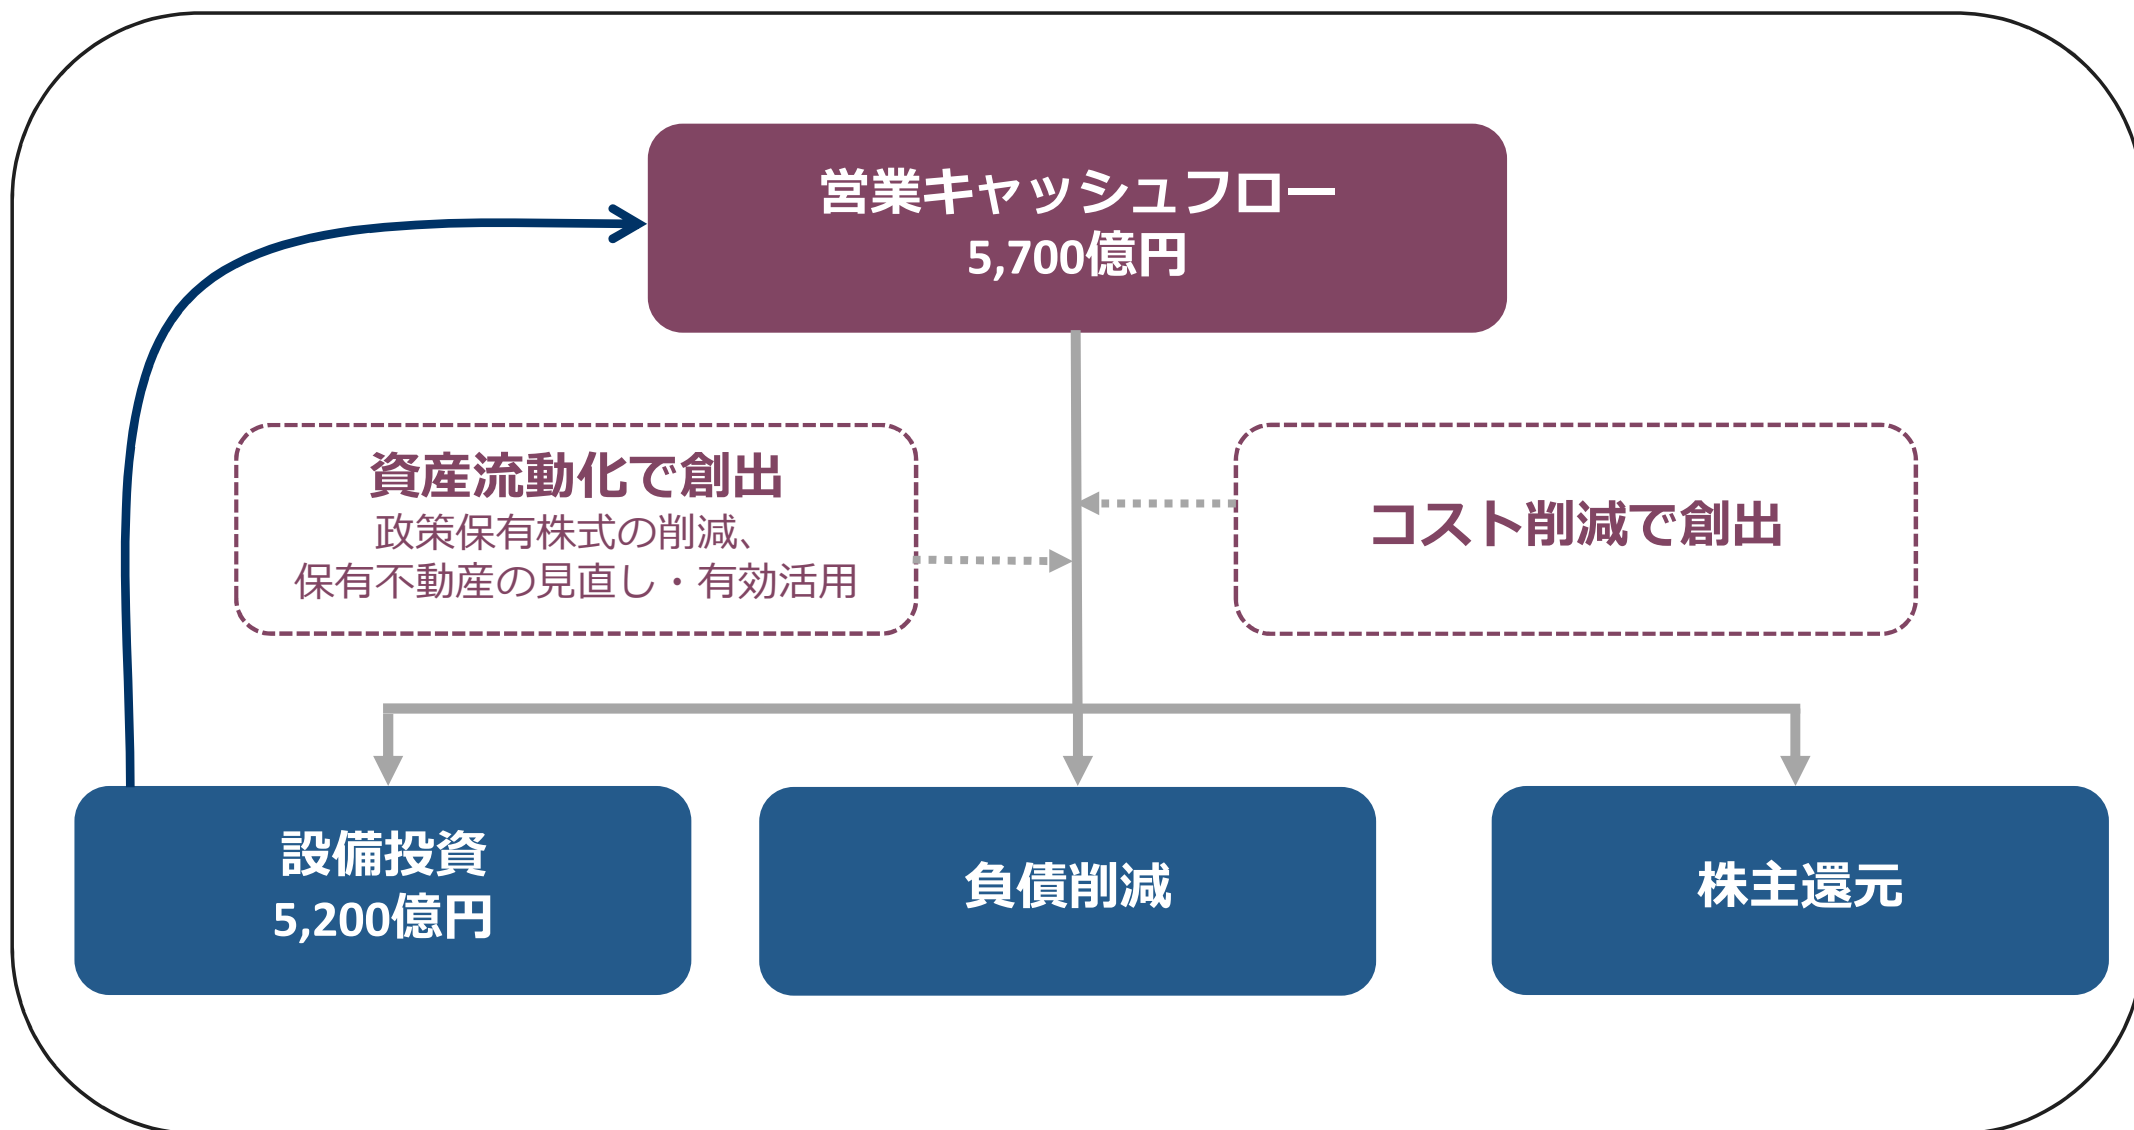 営業キャッシュフロー
5,700億円
資産流動化で創出
政策保有株式の削減、
保有不動産の見直し・有効活用
コスト削減で創出
設備投資
5,200億円
負債削減
株主還元